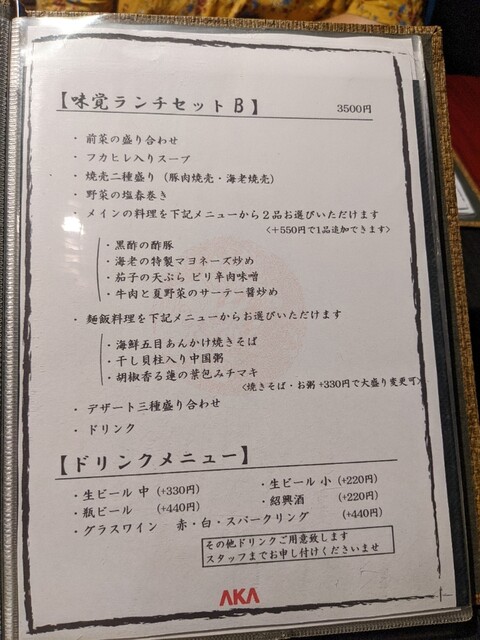 【味覚ランチセットB】 3500円
・前菜の盛り合わせ
・フカヒレ入りスープ
・焼売二種盛り（豚肉焼売・海老焼売）
・野菜の塩春巻き
・メインの料理を下記メニューから2品お選びいただけます
〈+550円で1品追加できます〉
・黒酢の酢豚
・海老の特製マヨネーズ炒め
・茄子の天ぷら ピリ辛肉味噌
・牛肉と夏野菜のサーテー醤炒め
・麺飯料理を下記メニューからお選びいただけます
・海鮮五目あんかけ焼きそば
・干し貝柱入り中国粥
・胡椒香る蓮の葉包みチマキ
〈焼きそば・お粥+330円で大盛り変更可〉
・デザート三種盛り合わせ
・ドリンク
【ドリンクメニュー】
・生ビール 中 (+330円) ・生ビール 小 (+220円)
・瓶ビール (+440円) ・紹興酒 (+220円)
・グラスワイン 赤・白・スパークリング (+440円)
その他ドリンクご用意致します
スタッフまでお申し付けくださいませ
AKA